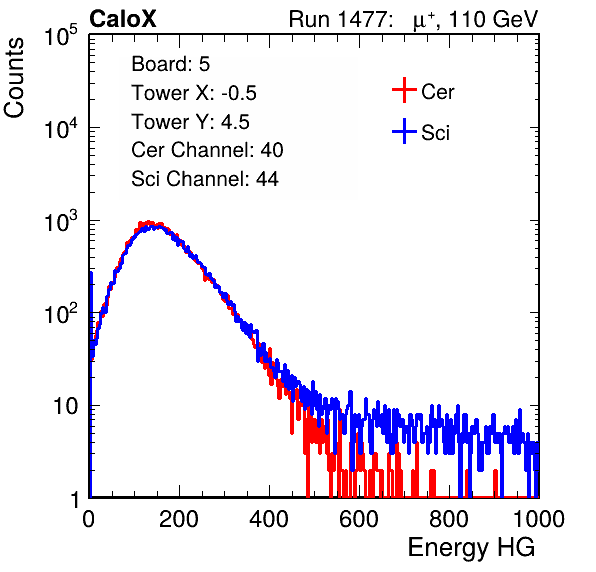 CaloX Run 1477: μ⁺, 110 GeV
Counts
10⁵
10⁴
10³
10²
10
1
Board: 5
Tower X: -0.5
Tower Y: 4.5
Cer Channel: 40
Sci Channel: 44
Cer
Sci
0 200 400 600 800 1000
Energy HG